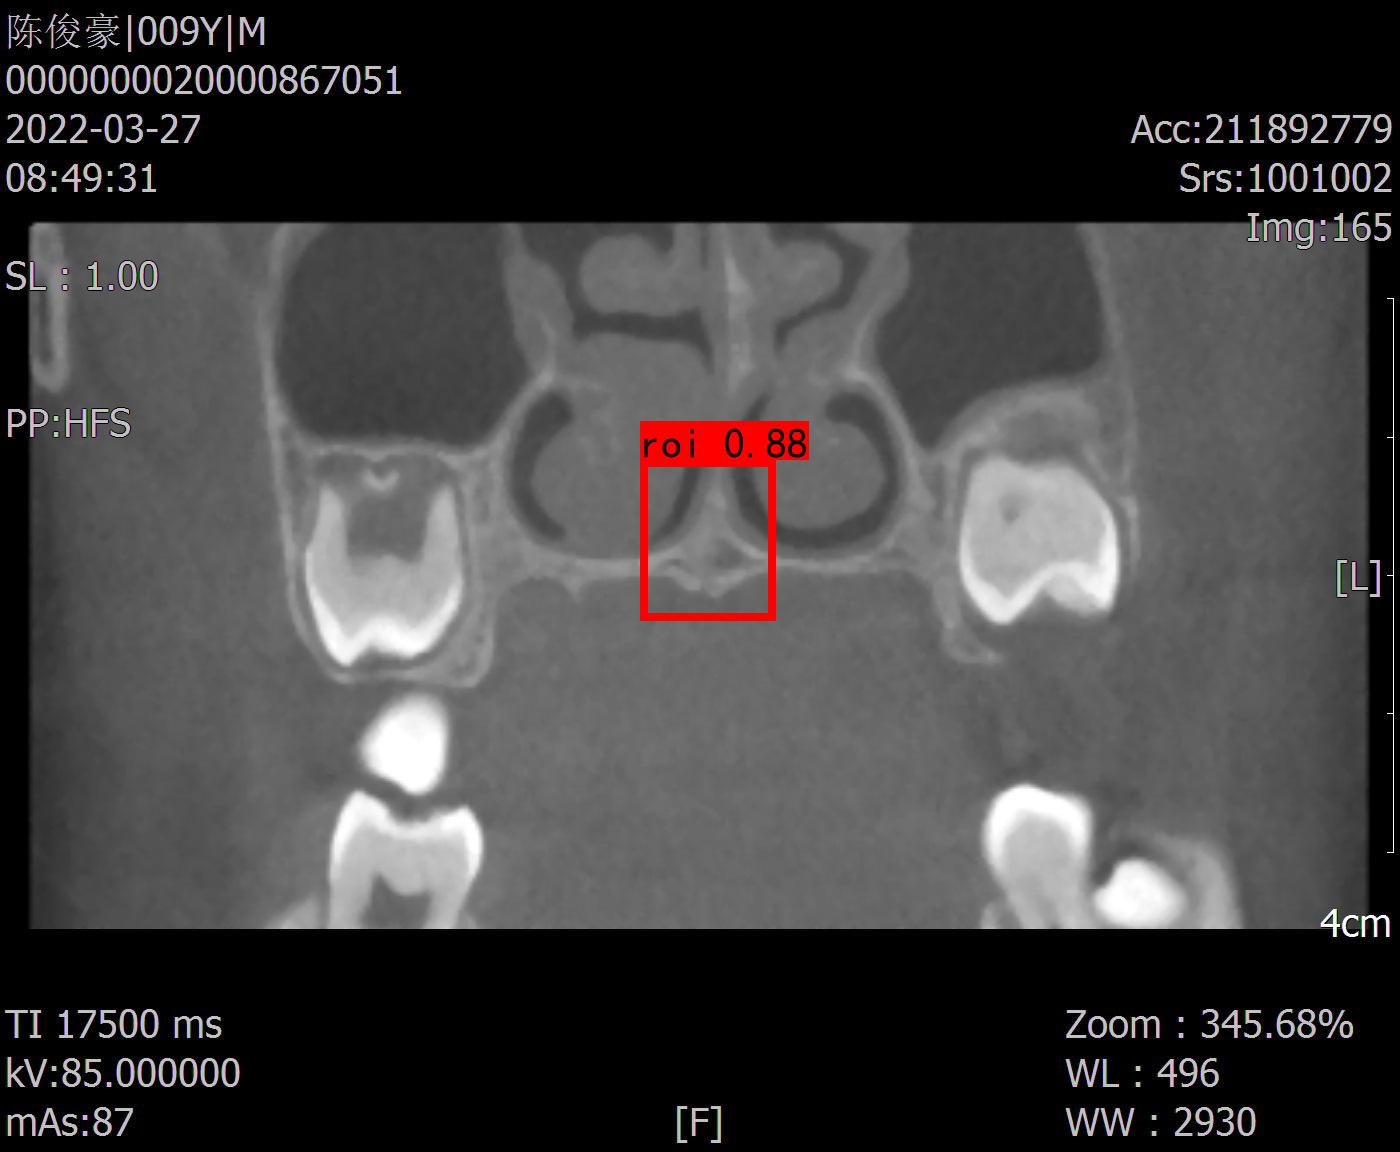 陈俊豪|009Y|M
0000000020000867051
2022-03-27
08:49:31
Acc:211892779
Srs:1001002
Img:165
SL : 1.00
PP:HFS
roi 0.88
[L]
4cm
TI 17500 ms
kV:85.000000
mAs:87
[F]
Zoom : 345.68%
WL : 496
WW : 2930